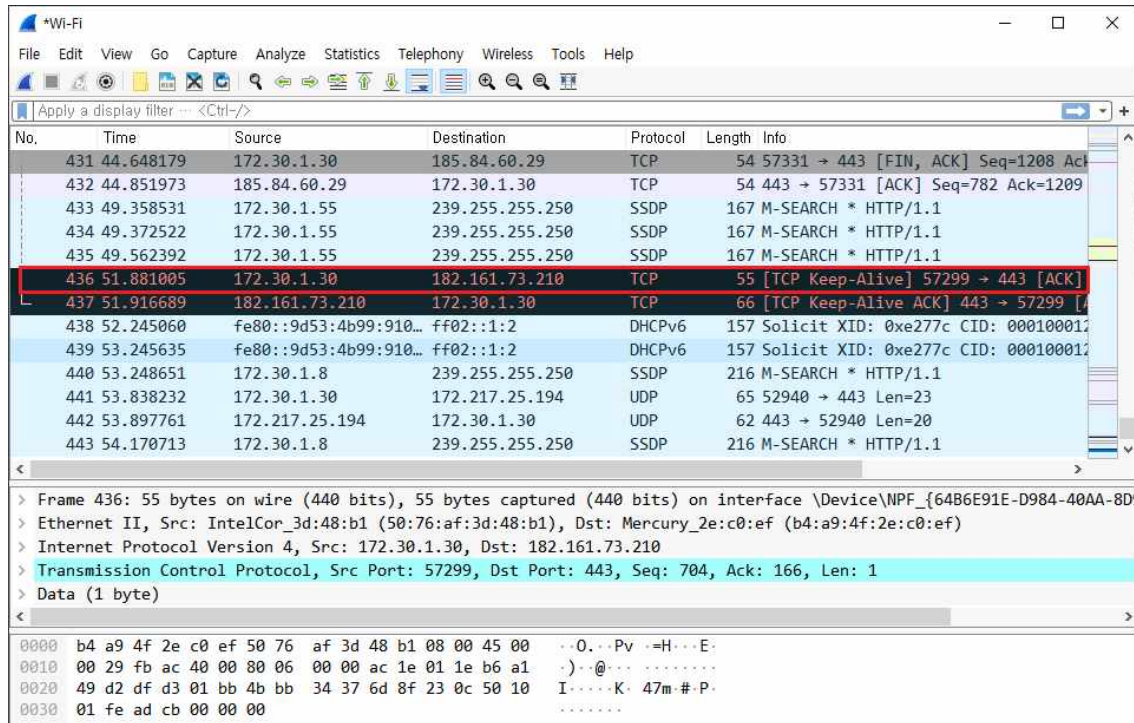 *Wi-Fi
File Edit View Go Capture Analyze Statistics Telephony Wireless Tools Help
Apply a display filter ··· <Ctrl-/>
No. Time Source Destination Protocol Length Info
431 44.648179 172.30.1.30 185.84.60.29 TCP 54 57331 → 443 [FIN, ACK] Seq=1208 Ack
432 44.851973 185.84.60.29 172.30.1.30 TCP 54 443 → 57331 [ACK] Seq=782 Ack=1209
433 49.358531 172.30.1.55 239.255.255.250 SSDP 167 M-SEARCH * HTTP/1.1
434 49.372522 172.30.1.55 239.255.255.250 SSDP 167 M-SEARCH * HTTP/1.1
435 49.562392 172.30.1.55 239.255.255.250 SSDP 167 M-SEARCH * HTTP/1.1
436 51.881005 172.30.1.30 182.161.73.210 TCP 55 [TCP Keep-Alive] 57299 → 443 [ACK]
437 51.916689 182.161.73.210 172.30.1.30 TCP 66 [TCP Keep-Alive ACK] 443 → 57299 [A
438 52.245060 fe80::9d53:4b99:910… ff02::1:2 DHCPv6 157 Solicit XID: 0xe277c CID: 000100012
439 53.245635 fe80::9d53:4b99:910… ff02::1:2 DHCPv6 157 Solicit XID: 0xe277c CID: 000100012
440 53.248651 172.30.1.8 239.255.255.250 SSDP 216 M-SEARCH * HTTP/1.1
441 53.838232 172.30.1.30 172.217.25.194 UDP 65 52940 → 443 Len=23
442 53.897761 172.217.25.194 172.30.1.30 UDP 62 443 → 52940 Len=20
443 54.170713 172.30.1.8 239.255.255.250 SSDP 216 M-SEARCH * HTTP/1.1
> Frame 436: 55 bytes on wire (440 bits), 55 bytes captured (440 bits) on interface \Device\NPF_{64B6E91E-D984-40AA-8D9
> Ethernet II, Src: IntelCor_3d:48:b1 (50:76:af:3d:48:b1), Dst: Mercury_2e:c0:ef (b4:a9:4f:2e:c0:ef)
> Internet Protocol Version 4, Src: 172.30.1.30, Dst: 182.161.73.210
> Transmission Control Protocol, Src Port: 57299, Dst Port: 443, Seq: 704, Ack: 166, Len: 1
> Data (1 byte)
0000 b4 a9 4f 2e c0 ef 50 76 af 3d 48 b1 08 00 45 00 ··O.··Pv ·=H···E·
0010 00 29 fb ac 40 00 80 06 00 00 ac 1e 01 1e b6 a1 ·)··@··· ········
0020 49 d2 df d3 01 bb 4b bb 34 37 6d 8f 23 0c 50 10 I·····K· 47m·#·P·
0030 01 fe ad cb 00 00 00 ·······